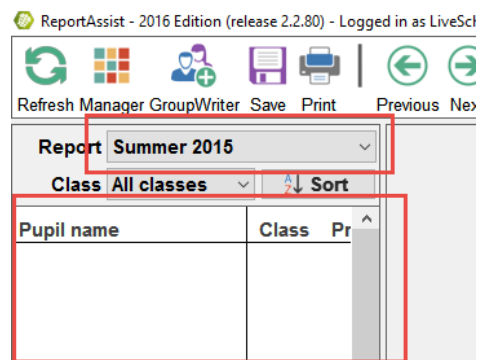 ReportAssist - 2016 Edition (release 2.2.80) - Logged in as
Refresh Manager GroupWriter Save Print Previous
Report Summer 2015
Class All classes A Z Sort
Pupil name Class